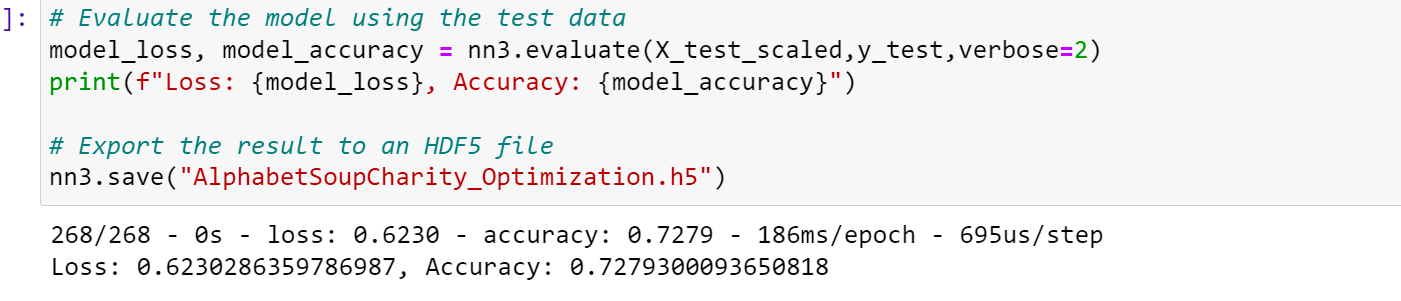 ]: # Evaluate the model using the test data
model_loss, model_accuracy = nn3.evaluate(X_test_scaled,y_test,verbose=2)
print(f"Loss: {model_loss}, Accuracy: {model_accuracy}")
# Export the result to an HDF5 file
nn3.save("AlphabetSoupCharity_Optimization.h5")
268/268 - 0s - loss: 0.6230 - accuracy: 0.7279 - 186ms/epoch - 695us/step
Loss: 0.6230286359786987, Accuracy: 0.7279300093650818